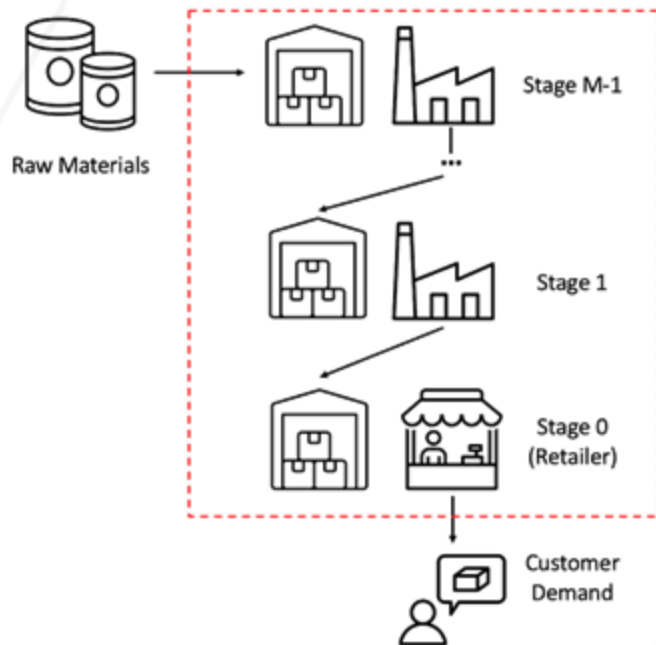 Stage M-1
Raw Materials
...
Stage 1
Stage 0
(Retailer)
Customer
Demand